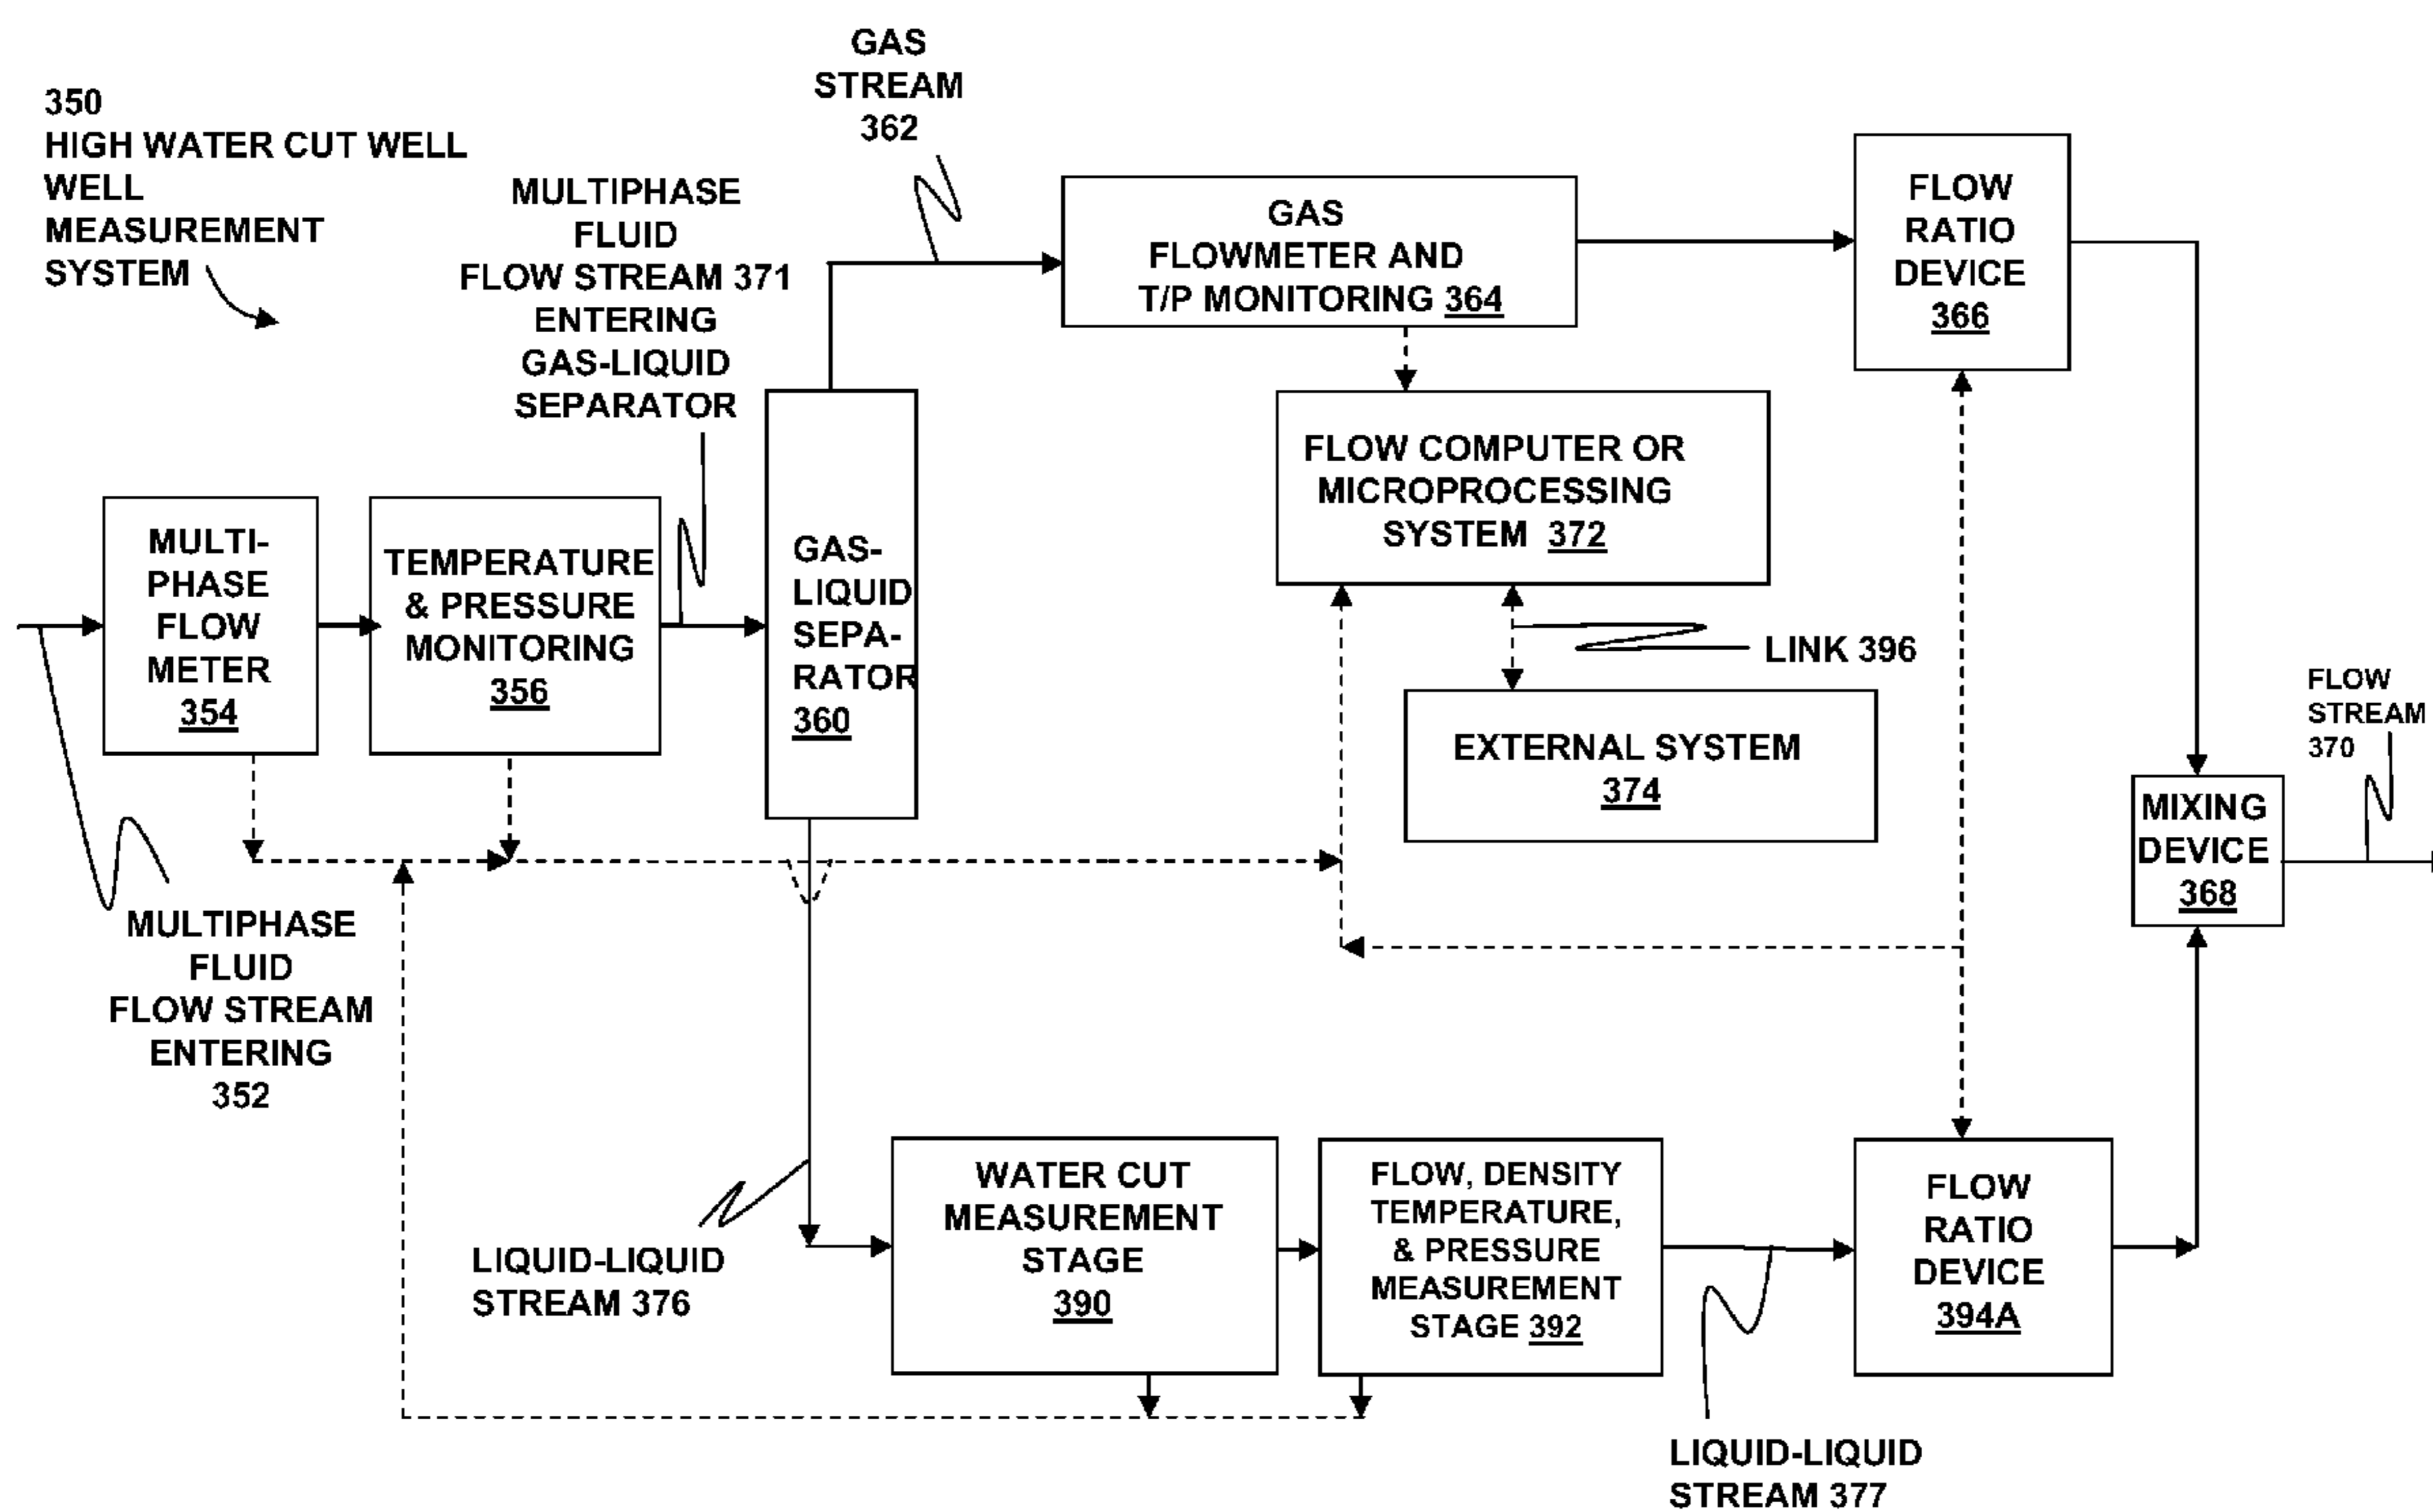 350
HIGH WATER CUT WELL
WELL
MEASUREMENT
SYSTEM
GAS
STREAM
362
MULTIPHASE
FLUID
FLOW STREAM 371
ENTERING
GAS-LIQUID
SEPARATOR
GAS
FLOWMETER AND
T/P MONITORING 364
FLOW
RATIO
DEVICE
366
FLOW COMPUTER OR
MICROPROCESSING
SYSTEM 372
MULTI-
PHASE
FLOW
METER
354
TEMPERATURE
& PRESSURE
MONITORING
356
GAS-
LIQUID
SEPA-
RATOR
360
LINK 396
EXTERNAL SYSTEM
374
FLOW
STREAM
370
MIXING
DEVICE
368
MULTIPHASE
FLUID
FLOW STREAM
ENTERING
352
LIQUID-LIQUID
STREAM 376
WATER CUT
MEASUREMENT
STAGE
390
FLOW, DENSITY
TEMPERATURE,
& PRESSURE
MEASUREMENT
STAGE 392
FLOW
RATIO
DEVICE
394A
LIQUID-LIQUID
STREAM 377